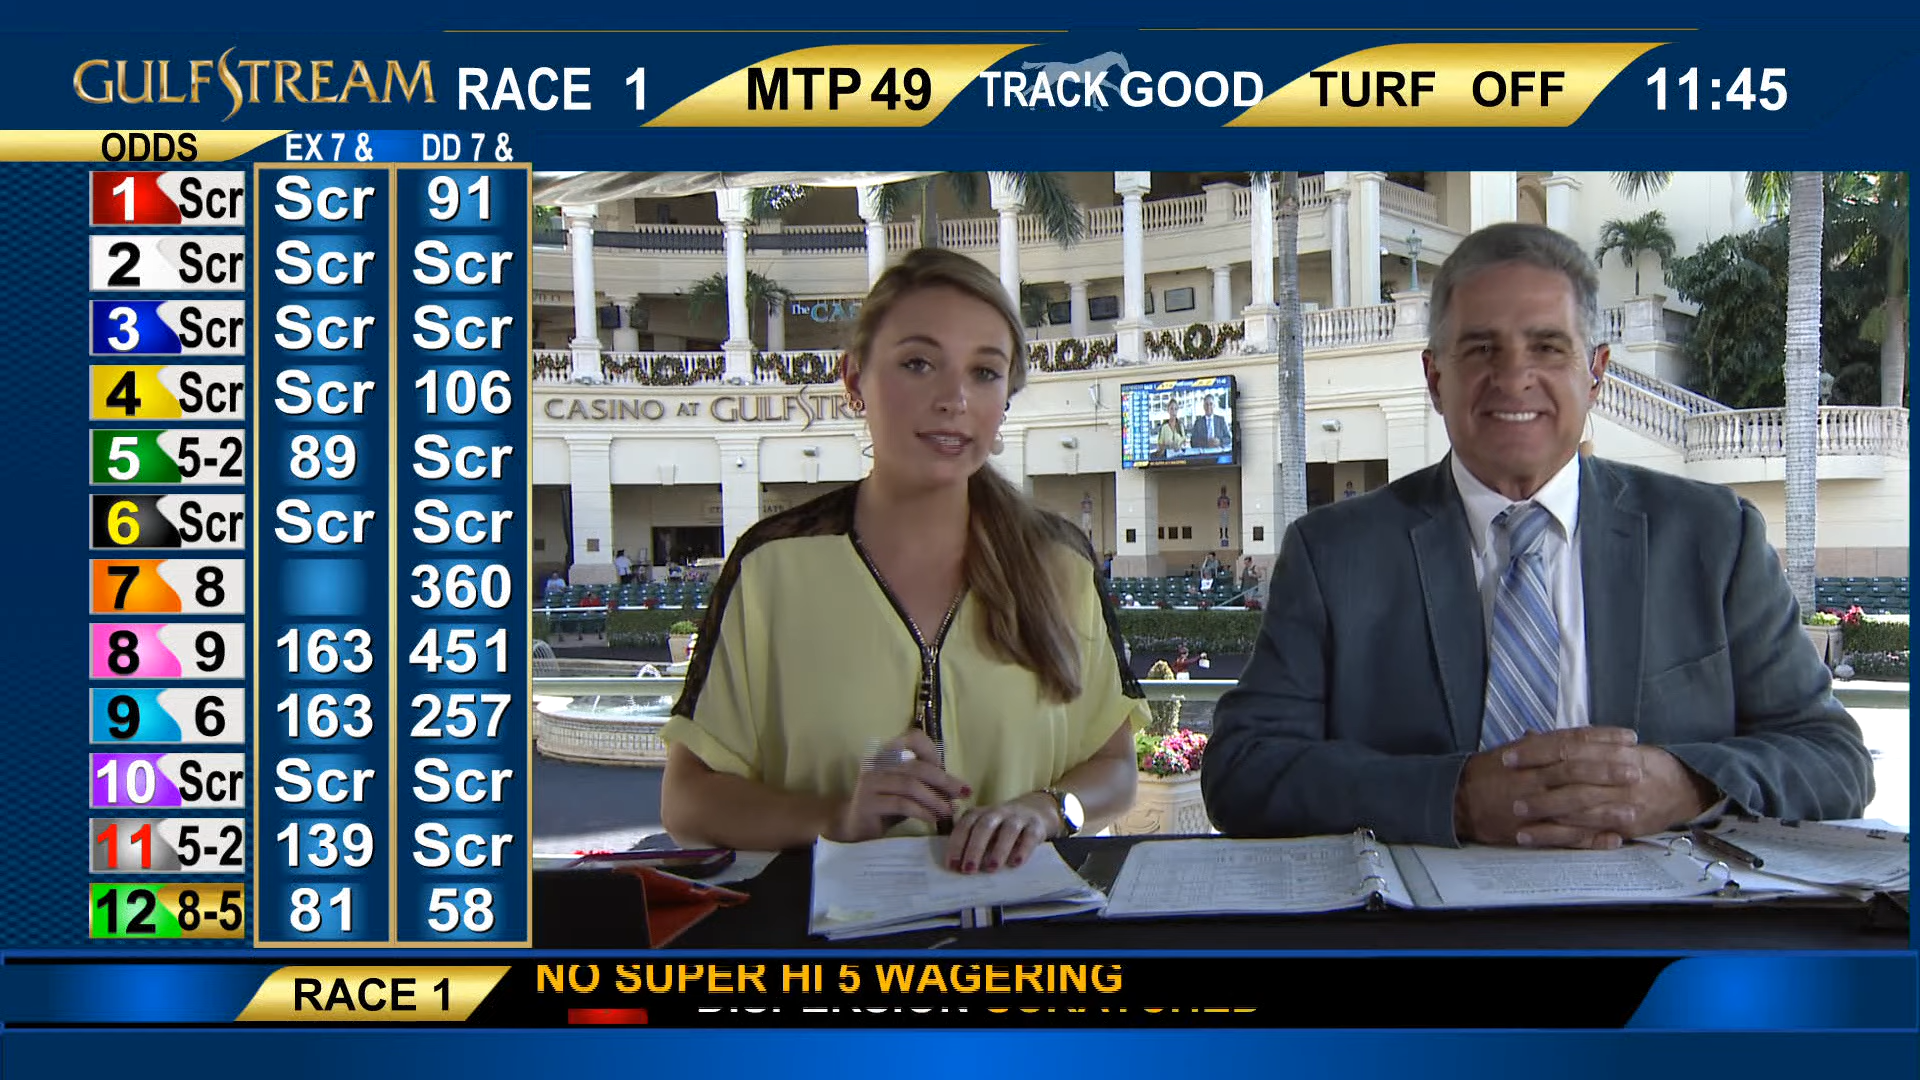 GULFSTREAM RACE 1 MTP 49 TRACK GOOD TURF OFF 11:45
ODDS EX 7 & DD 7 &
1 Scr Scr 91
2 Scr Scr Scr
3 Scr Scr Scr
4 Scr Scr 106
5 5-2 89 Scr
6 Scr Scr Scr
7 8 360
8 9 163 451
9 6 163 257
10 Scr Scr Scr
11 5-2 139 Scr
12 8-5 81 58
The
CASINO AT GULFSTR
RACE 1
NO SUPER HI 5 WAGERING
DISPERSION SCRATCHED